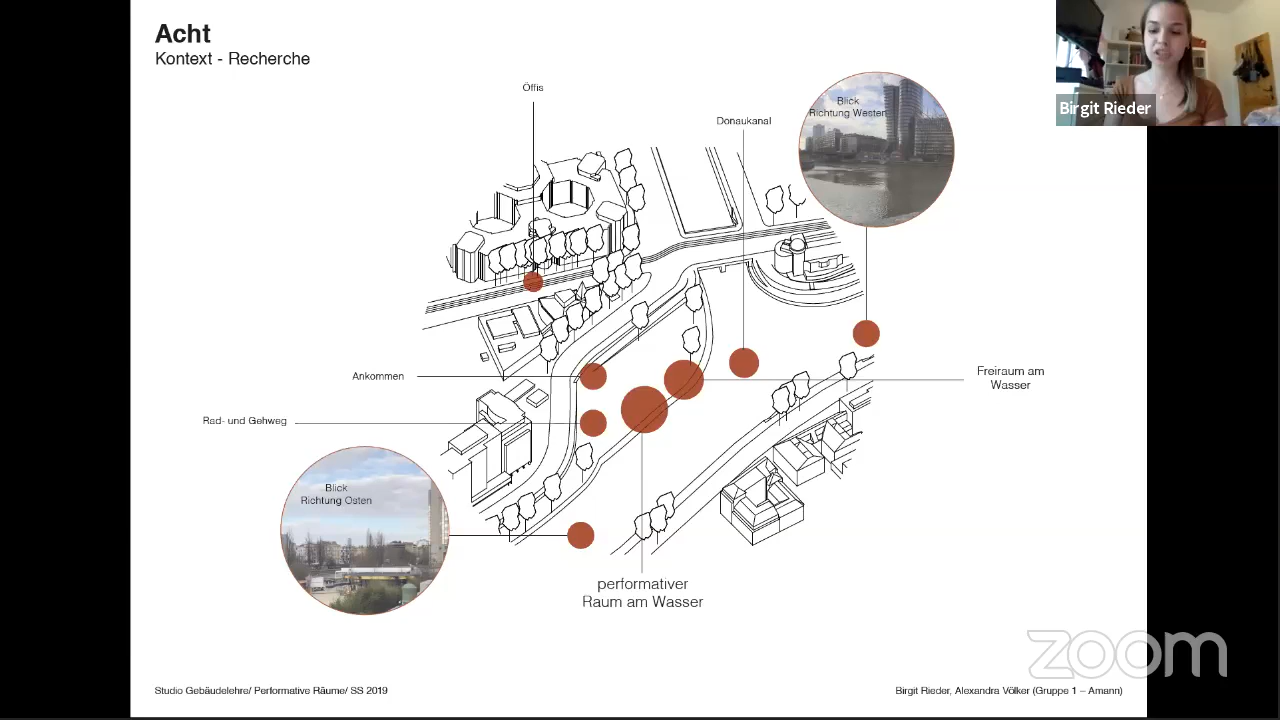 Acht
Kontext - Recherche
Öffis
Donaukanal
Blick
Richtung Westen
Birgit Rieder
Ankommen
Freiraum am
Wasser
Rad- und Gehweg
Blick
Richtung Osten
performativer
Raum am Wasser
zoom
Studio Gebäudelehre/ Performative Räume/ SS 2019
Birgit Rieder, Alexandra Völker (Gruppe 1 – Amann)